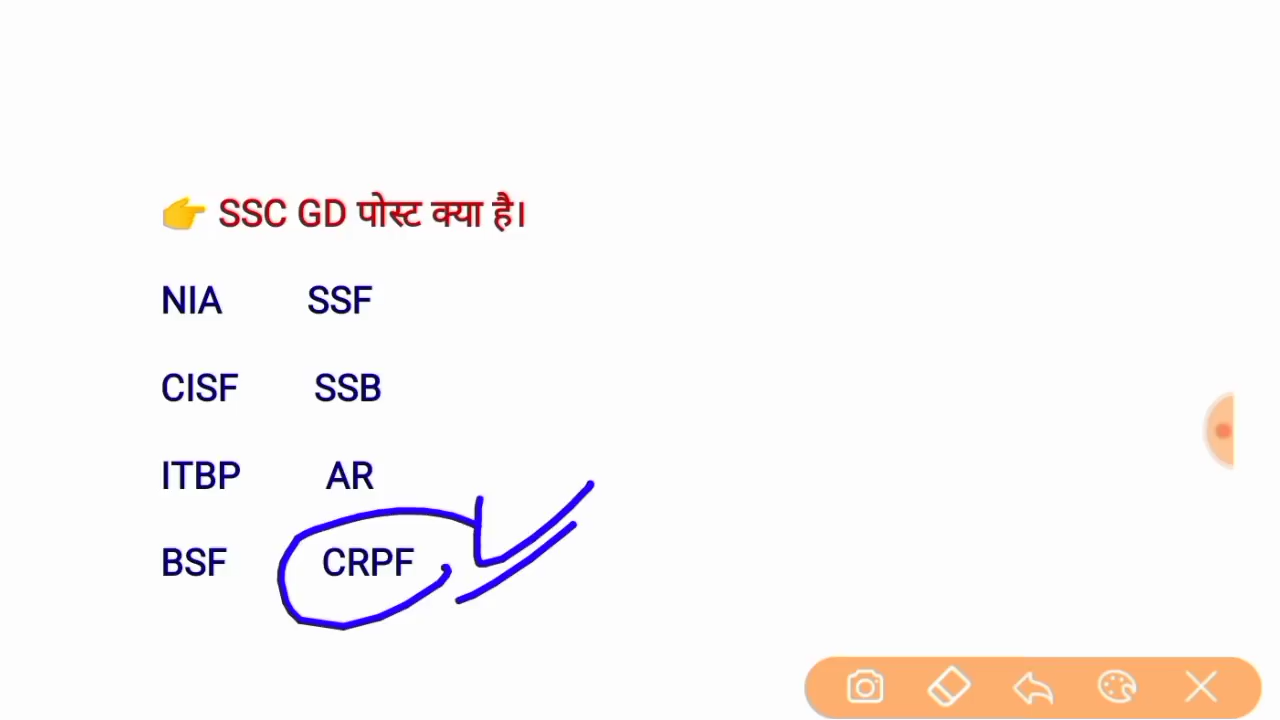 👉 SSC GD पोस्ट क्या है।
NIA SSF
CISF SSB
ITBP AR
BSF CRPF